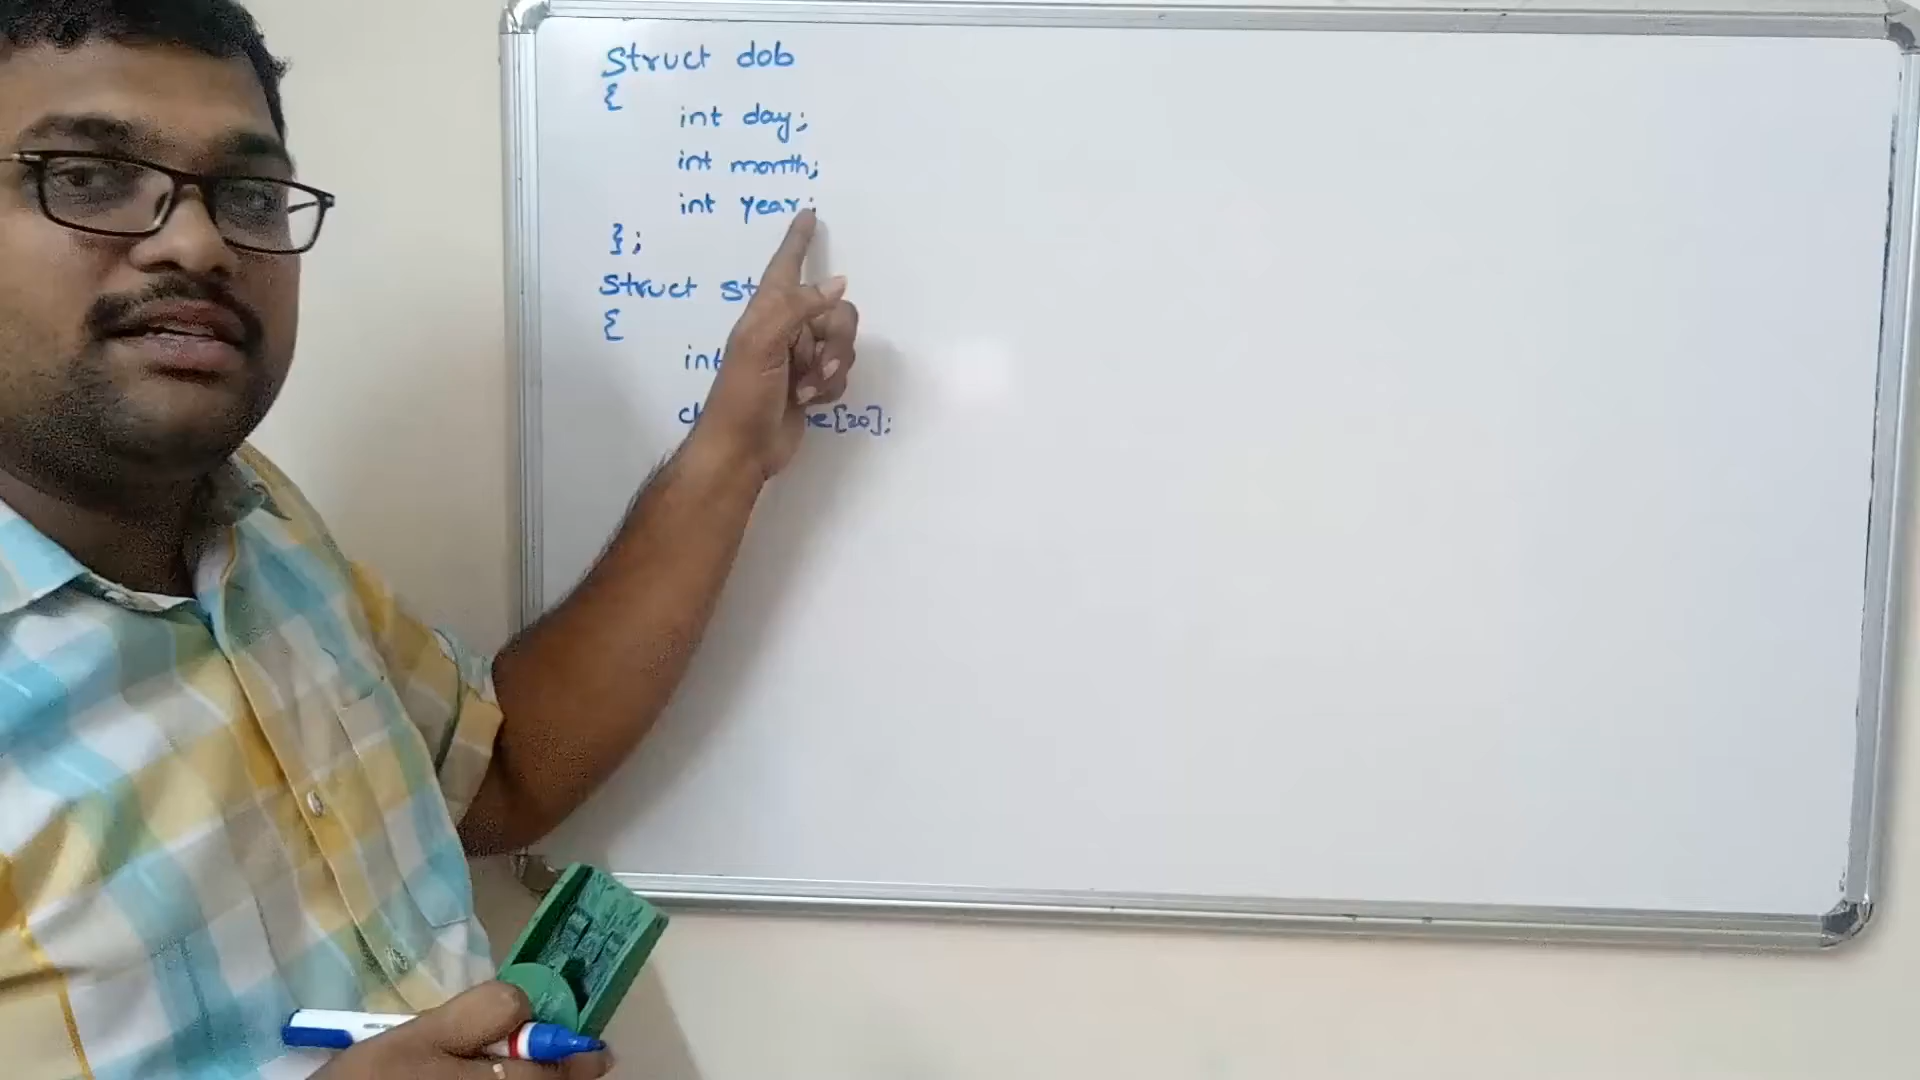 Struct dob
{
int day;
int month;
int year;
};
Struct
{
int
[20];